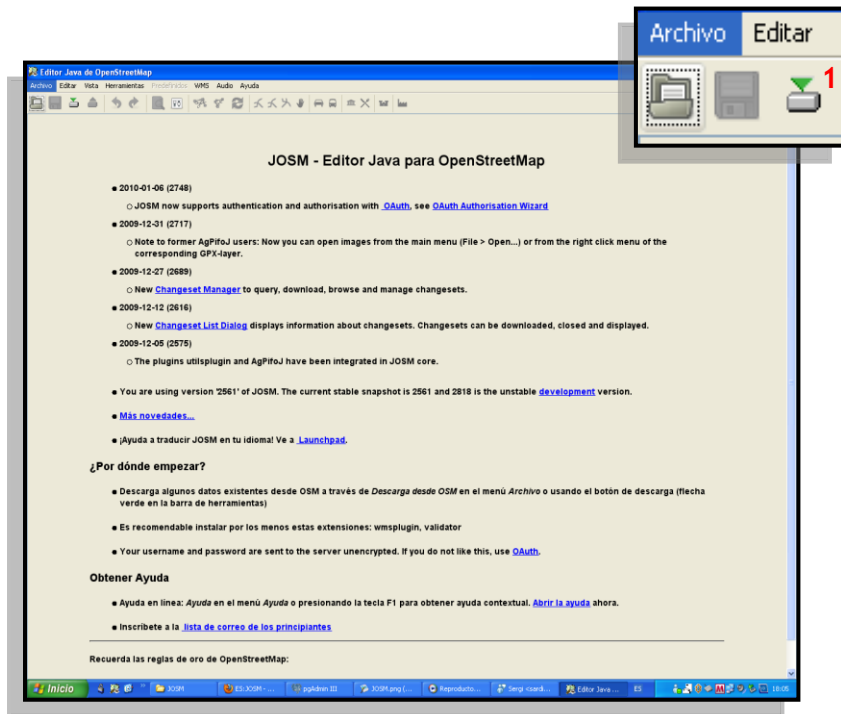 Archivo Editar
1
Editor Java de OpenStreetMap
Archivo Editar Vista Herramientas Predefinidos WMS Audio Ayuda
JOSM - Editor Java para OpenStreetMap
2010-01-06 (2748)
JOSM now supports authentication and authorisation with OAuth, see OAuth Authorisation Wizard
2009-12-31 (2717)
Note to former AgPifoJ users: Now you can open images from the main menu (File > Open...) or from the right click menu of the
corresponding GPX-layer.
2009-12-27 (2689)
New Changeset Manager to query, download, browse and manage changesets.
2009-12-12 (2616)
New Changeset List Dialog displays information about changesets. Changesets can be downloaded, closed and displayed.
2009-12-05 (2575)
The plugins utilsplugin and AgPifoJ have been integrated in JOSM core.
You are using version '2561' of JOSM. The current stable snapshot is 2561 and 2818 is the unstable development version.
Más novedades...
¡Ayuda a traducir JOSM en tu idioma! Ve a Launchpad.
¿Por dónde empezar?
Descarga algunos datos existentes desde OSM a través de Descarga desde OSM en el menú Archivo o usando el botón de descarga (flecha
verde en la barra de herramientas)
Es recomendable instalar por los menos estas extensiones: wmsplugin, validator
Your username and password are sent to the server unencrypted. If you do not like this, use OAuth.
Obtener Ayuda
Ayuda en línea: Ayuda en el menú Ayuda o presionando la tecla F1 para obtener ayuda contextual. Abrir la ayuda ahora.
Inscríbete a la lista de correo de los principiantes
Recuerda las reglas de oro de OpenStreetMap:
Inicio JOSM ES:JOSM - ... pgAdmin III JOSM.png (... Reproducto... Sergi <sardi... Editor Java ... ES 18:05